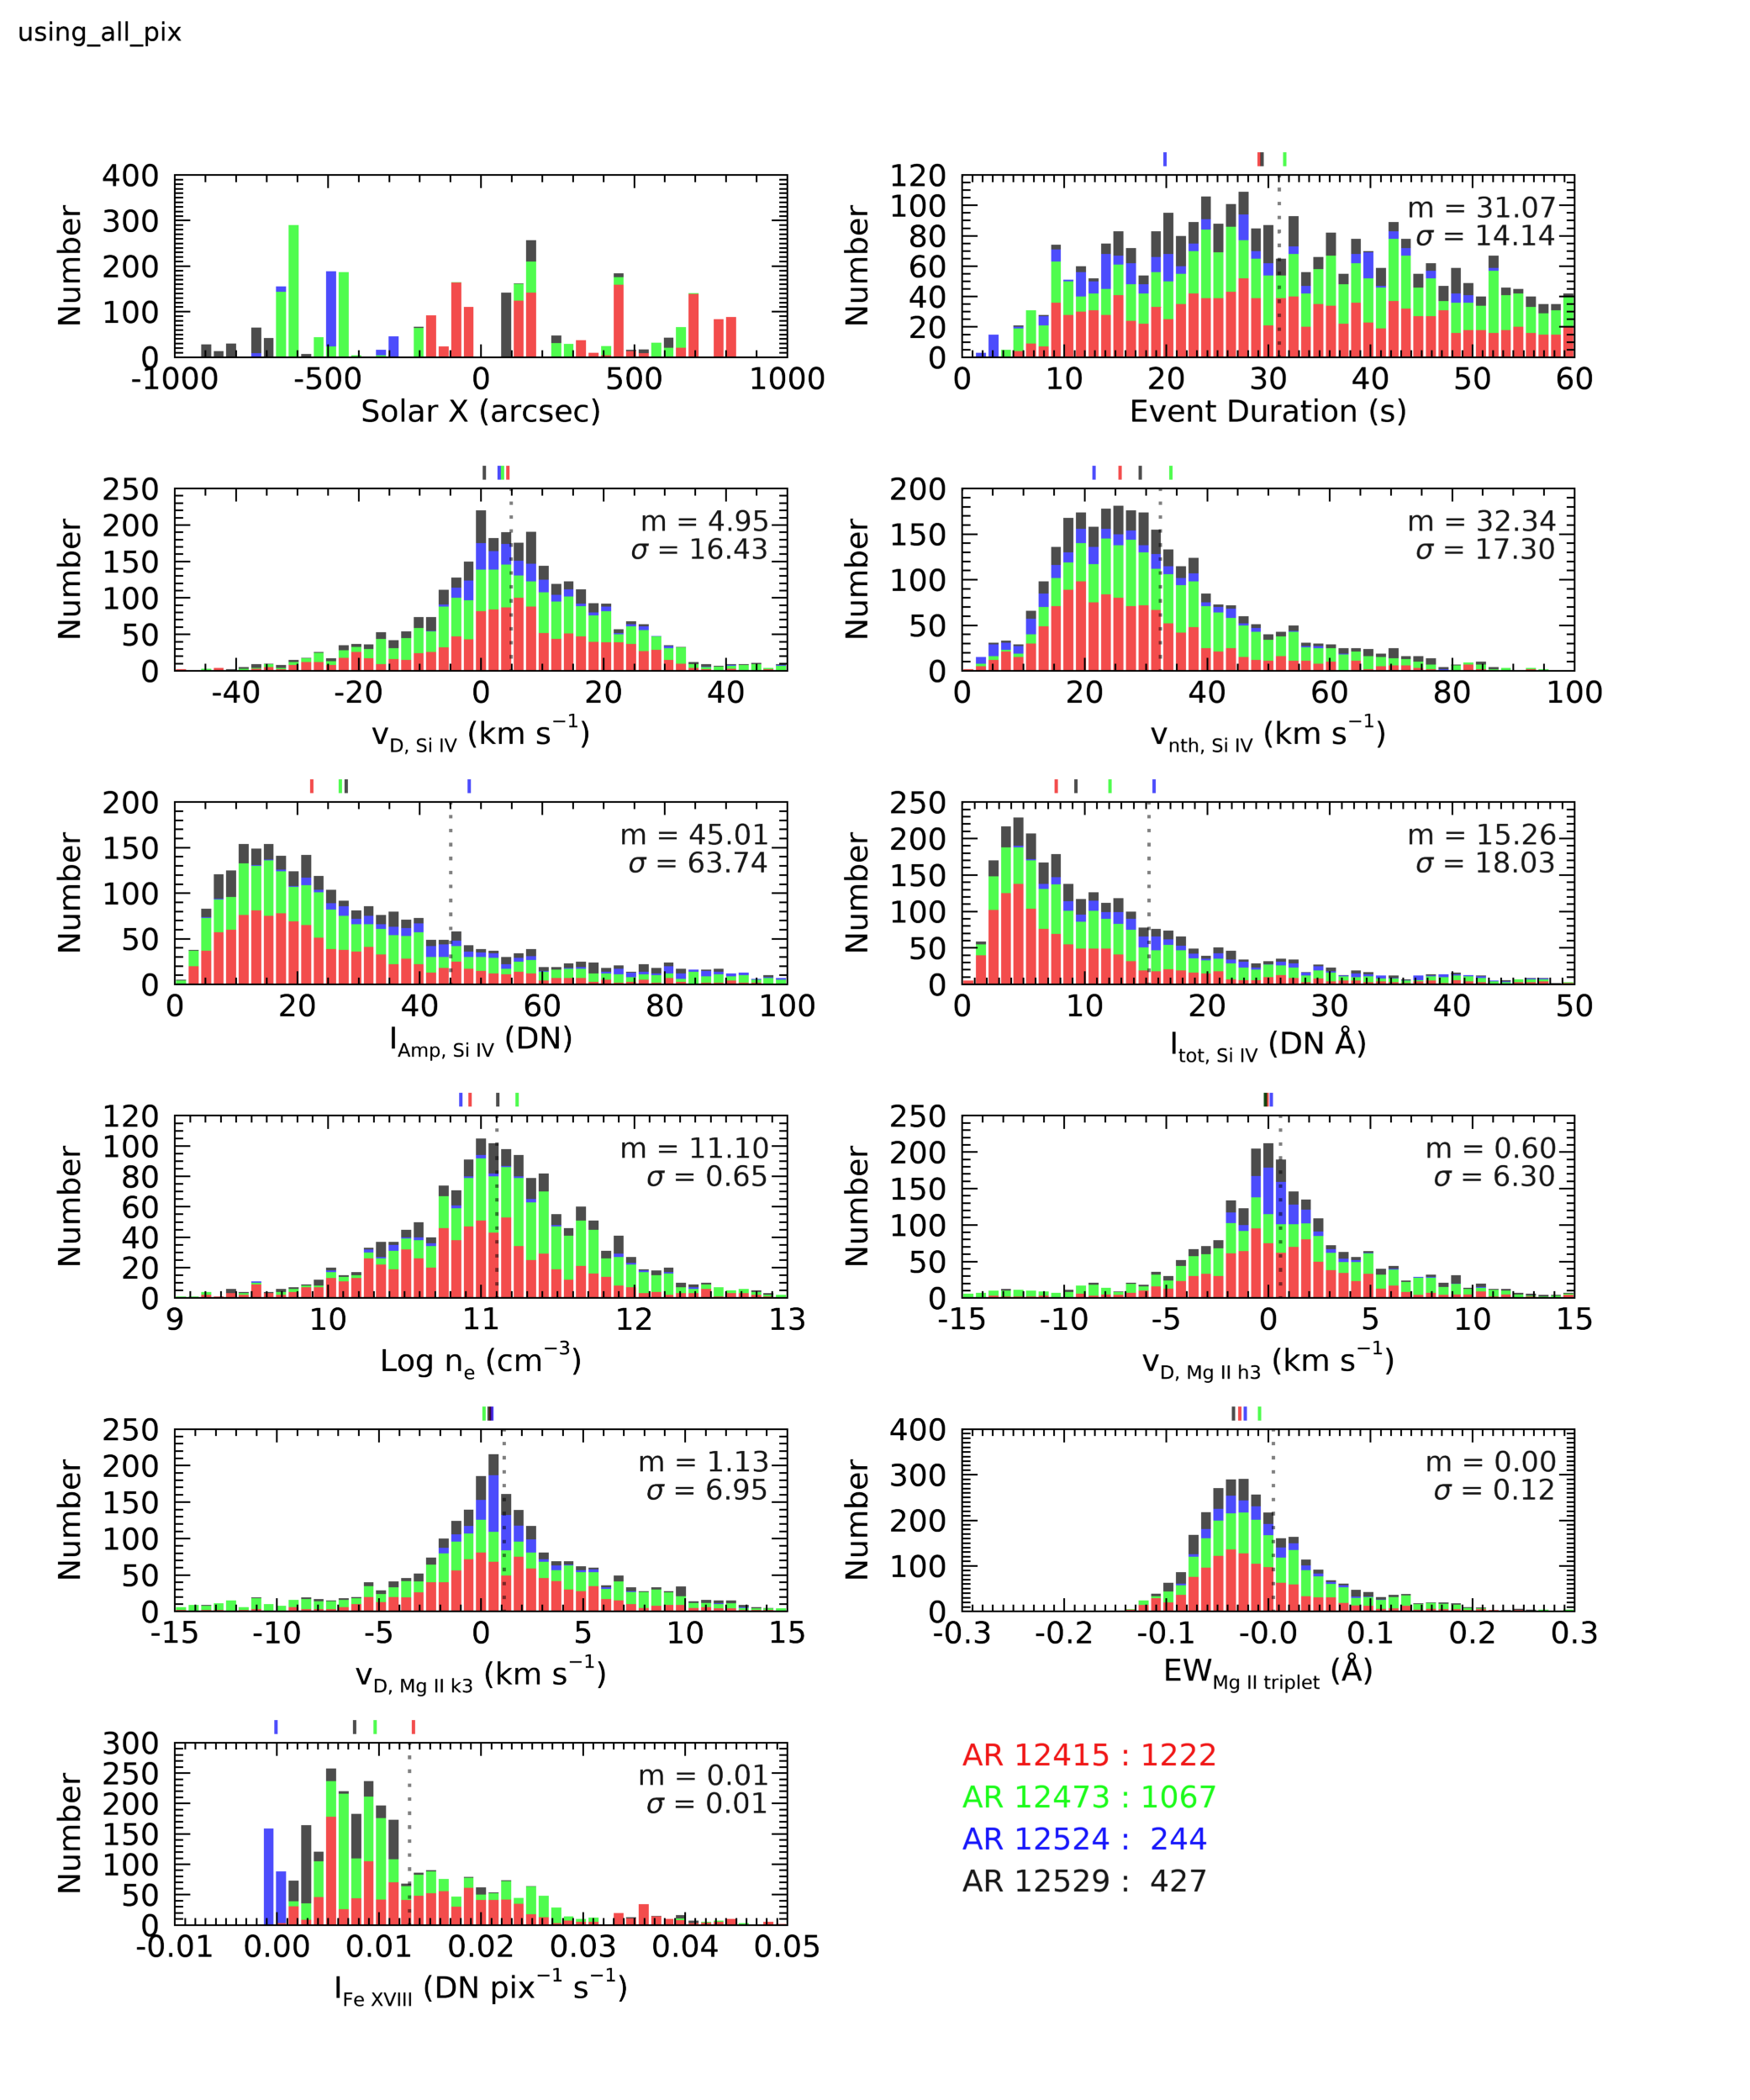 using_all_pix
400
300
200
100
0
Number
-1000 -500 0 500 1000
Solar X (arcsec)
120
100
80
60
40
20
0
Number
m = 31.07
σ = 14.14
0 10 20 30 40 50 60
Event Duration (s)
250
200
150
100
50
0
Number
m = 4.95
σ = 16.43
-40 -20 0 20 40
v_D, Si IV (km s⁻¹)
200
150
100
50
0
Number
m = 32.34
σ = 17.30
0 20 40 60 80 100
v_nth, Si IV (km s⁻¹)
200
150
100
50
0
Number
m = 45.01
σ = 63.74
0 20 40 60 80 100
I_Amp, Si IV (DN)
250
200
150
100
50
0
Number
m = 15.26
σ = 18.03
0 10 20 30 40 50
I_tot, Si IV (DN Å)
120
100
80
60
40
20
0
Number
m = 11.10
σ = 0.65
9 10 11 12 13
Log n_e (cm⁻³)
250
200
150
100
50
0
Number
m = 0.60
σ = 6.30
-15 -10 -5 0 5 10 15
v_D, Mg II h3 (km s⁻¹)
250
200
150
100
50
0
Number
m = 1.13
σ = 6.95
-15 -10 -5 0 5 10 15
v_D, Mg II k3 (km s⁻¹)
400
300
200
100
0
Number
m = 0.00
σ = 0.12
-0.3 -0.2 -0.1 -0.0 0.1 0.2 0.3
EW_Mg II triplet (Å)
300
250
200
150
100
50
0
Number
m = 0.01
σ = 0.01
-0.01 0.00 0.01 0.02 0.03 0.04 0.05
I_Fe XVIII (DN pix⁻¹ s⁻¹)
AR 12415 : 1222
AR 12473 : 1067
AR 12524 : 244
AR 12529 : 427